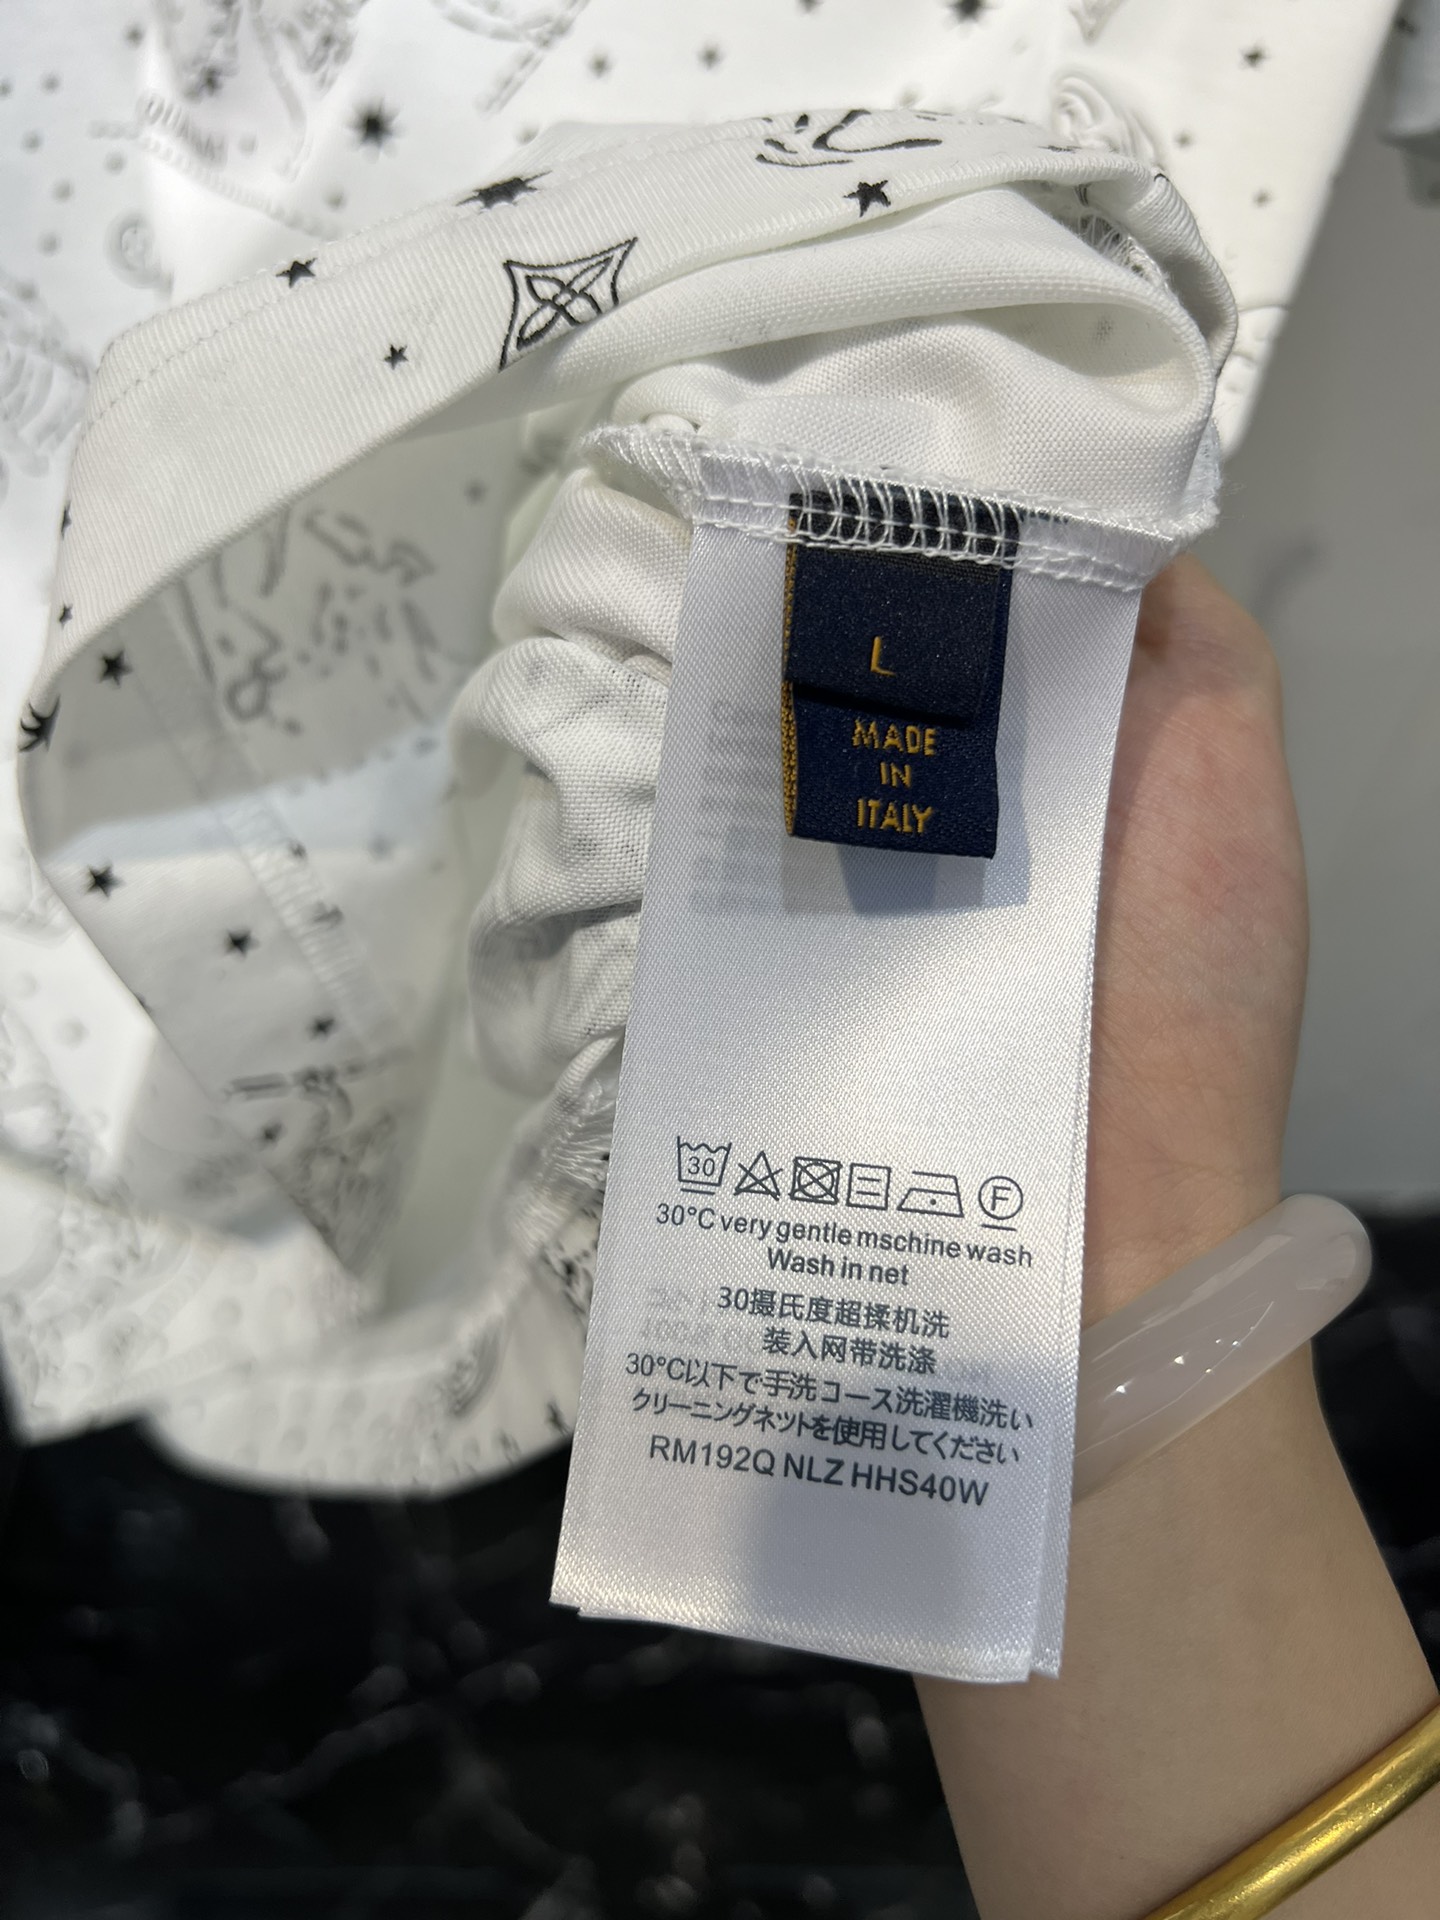 L
MADE
IN
ITALY
30
F
30°C very gentle mschine wash
Wash in net
30摄氏度超揉机洗
装入网带洗涤
30°C以下で手洗コース洗濯機洗い
クリーニングネットを使用してください
RM192Q NLZ HHS40W